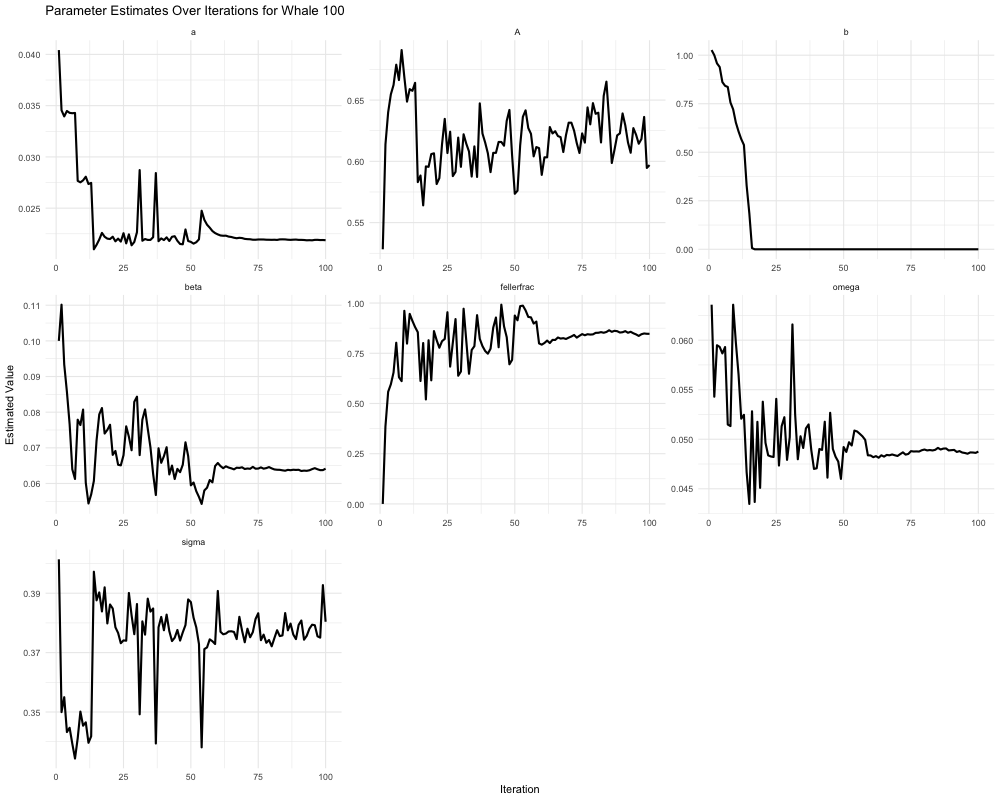 Parameter Estimates Over Iterations for Whale 100
a
A
b
0.040
0.035
0.030
0.025
0.65
0.60
0.55
1.00
0.75
0.50
0.25
0.00
0 25 50 75 100
0 25 50 75 100
0 25 50 75 100
beta
fellerfrac
omega
Estimated Value
0.11
0.10
0.09
0.08
0.07
0.06
1.00
0.75
0.50
0.25
0.00
0.060
0.055
0.050
0.045
0 25 50 75 100
0 25 50 75 100
0 25 50 75 100
sigma
0.39
0.37
0.35
0 25 50 75 100
Iteration